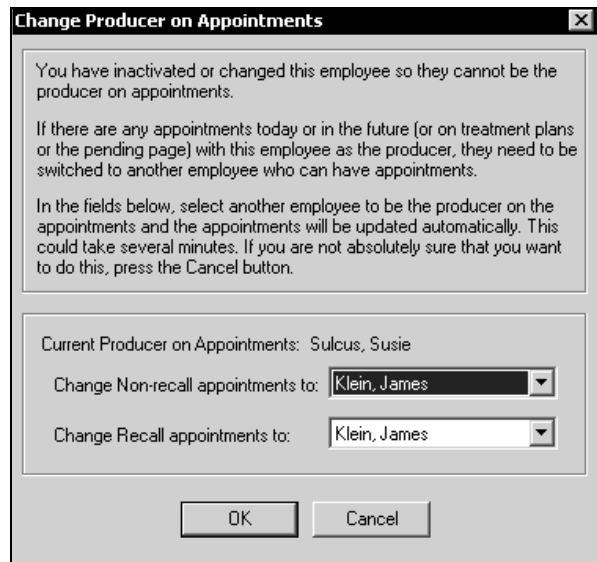 Change Producer on Appointments
You have inactivated or changed this employee so they cannot be the
producer on appointments.
If there are any appointments today or in the future (or on treatment plans
or the pending page) with this employee as the producer, they need to be
switched to another employee who can have appointments.
In the fields below, select another employee to be the producer on the
appointments and the appointments will be updated automatically. This
could take several minutes. If you are not absolutely sure that you want
to do this, press the Cancel button.
Current Producer on Appointments: Sulcus, Susie
Change Non-recall appointments to: Klein, James
Change Recall appointments to: Klein, James
OK Cancel